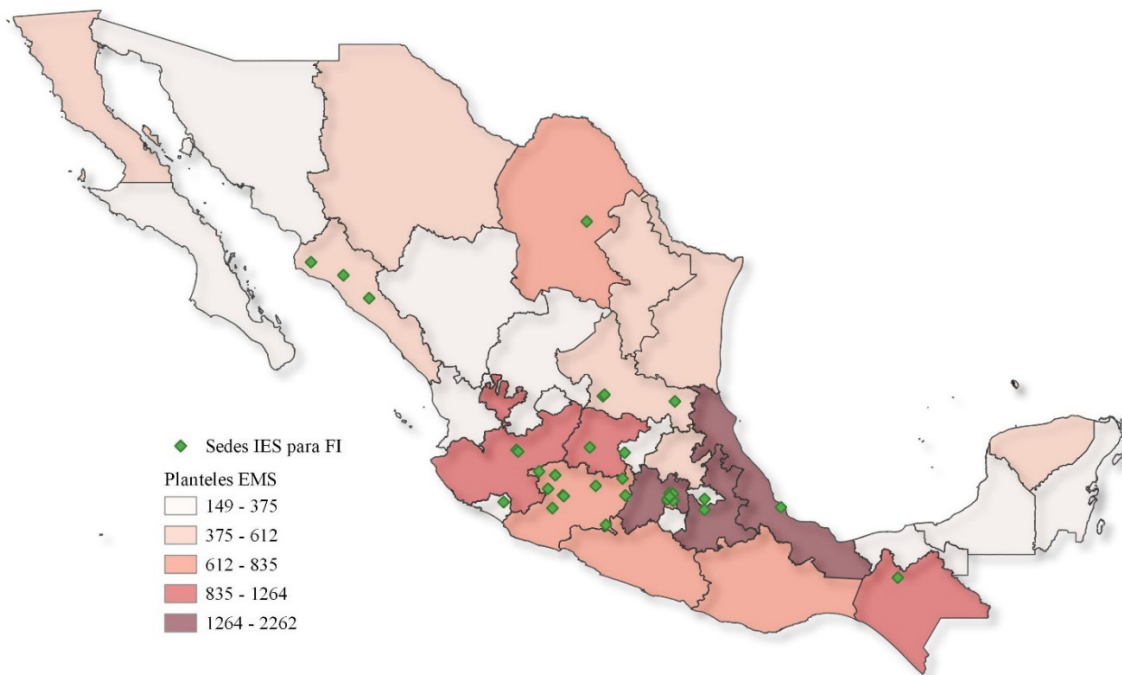 Sedes IES para FI
Planteles EMS
149 - 375
375 - 612
612 - 835
835 - 1264
1264 - 2262